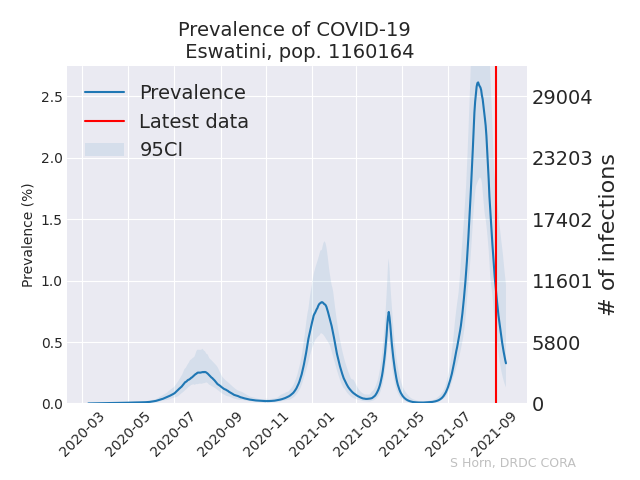 Prevalence of COVID-19
Eswatini, pop. 1160164
Prevalence
Latest data
95CI
Prevalence (%)
2.5
2.0
1.5
1.0
0.5
0.0
29004
23203
17402
11601
5800
0
# of infections
2020-03
2020-05
2020-07
2020-09
2020-11
2021-01
2021-03
2021-05
2021-07
2021-09
S Horn, DRDC CORA